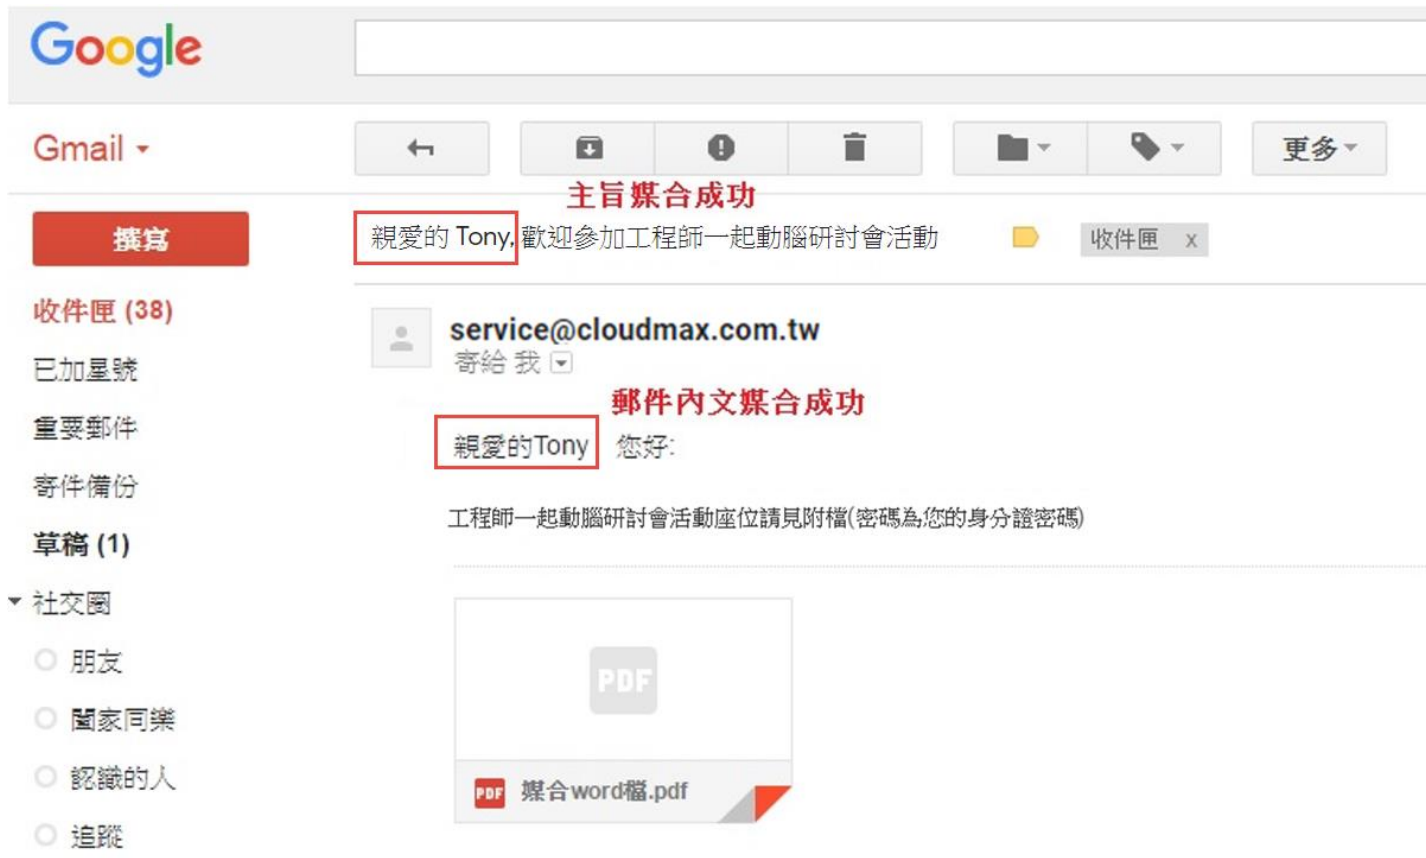 Google
Gmail
更多
主旨媒合成功
撰寫
親愛的 Tony, 歡迎參加工程師一起動腦研討會活動
收件匣 x
收件匣 (38)
service@cloudmax.com.tw
寄給 我
已加星號
郵件內文媒合成功
重要郵件
親愛的Tony 您好:
寄件備份
工程師一起動腦研討會活動座位請見附檔(密碼為您的身分證密碼)
草稿 (1)
社交圈
朋友
PDF
闔家同樂
認識的人
PDF 媒合word檔.pdf
追蹤